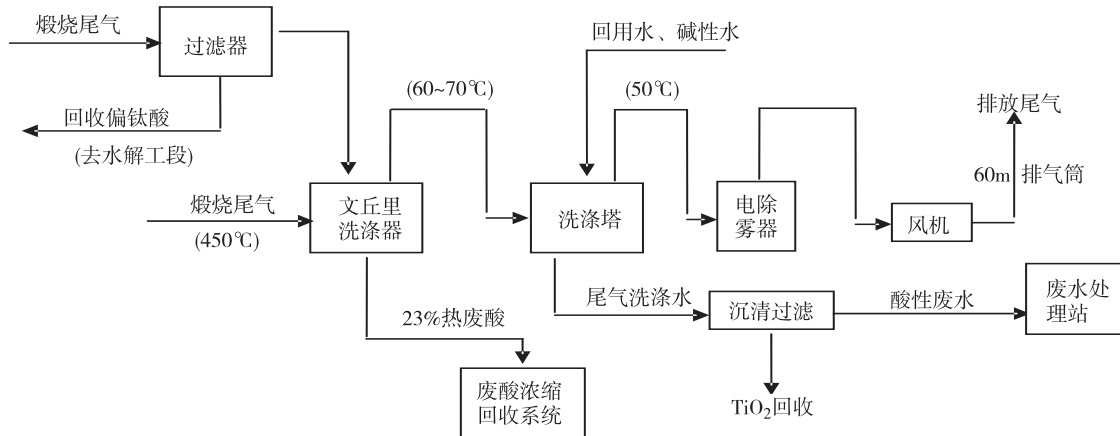 煅烧尾气
过滤器
回用水、碱性水
(60~70℃)
(50℃)
排放尾气
回收偏钛酸
(去水解工段)
60m 排气筒
煅烧尾气
(450℃)
文丘里
洗涤器
洗涤塔
电除
雾器
风机
尾气洗涤水
沉清过滤
酸性废水
废水处
理站
23%热废酸
废酸浓缩
回收系统
TiO₂回收